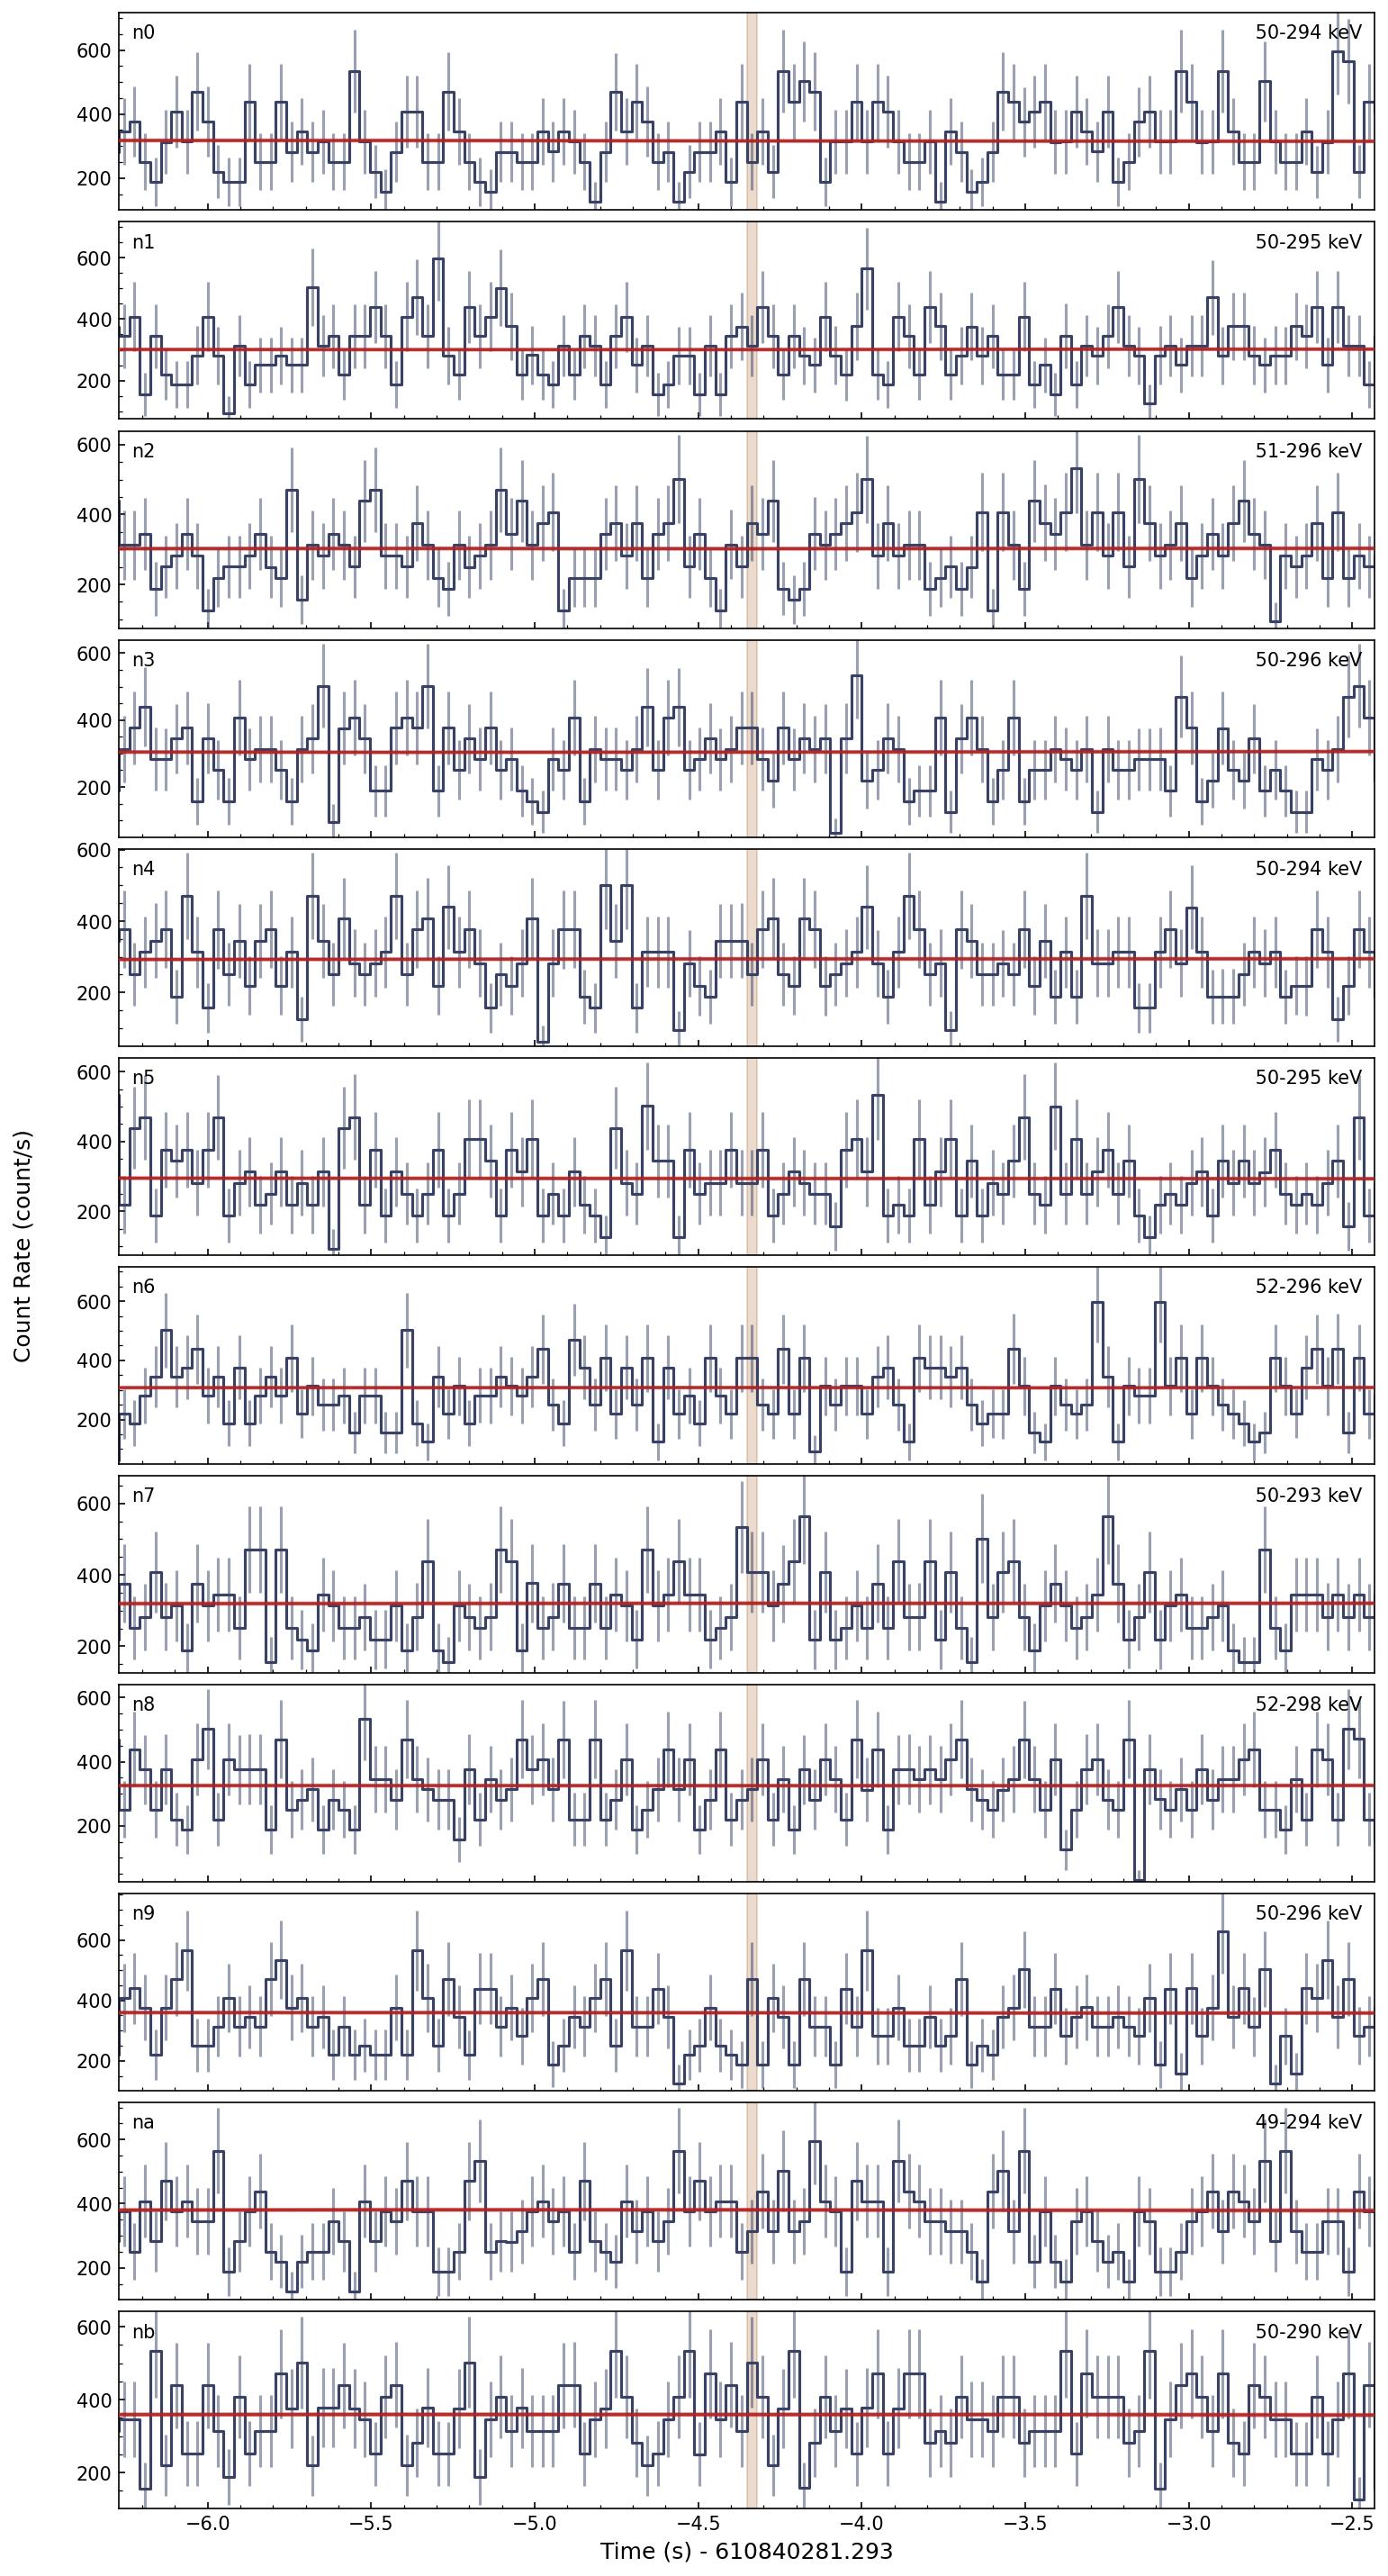 n0 50-294 keV
600
400
200
n1 50-295 keV
600
400
200
n2 51-296 keV
600
400
200
n3 50-296 keV
600
400
200
n4 50-294 keV
600
400
200
n5 50-295 keV
600
400
200
n6 52-296 keV
600
400
200
n7 50-293 keV
600
400
200
n8 52-298 keV
600
400
200
n9 50-296 keV
600
400
200
na 49-294 keV
600
400
200
nb 50-290 keV
600
400
200
Count Rate (count/s)
−6.0 −5.5 −5.0 −4.5 −4.0 −3.5 −3.0 −2.5
Time (s) - 610840281.293